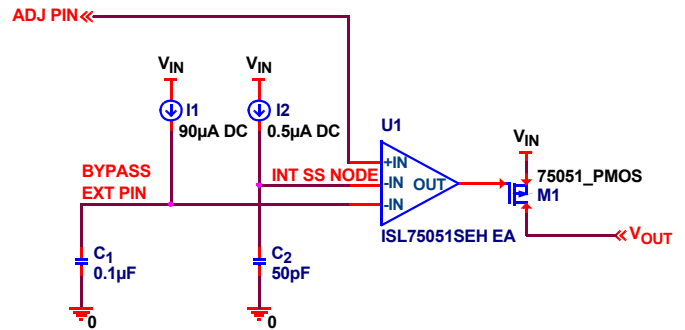 ADJ PIN
VIN
VIN
I1
I2
90µA DC
0.5µA DC
U1
VIN
BYPASS
EXT PIN
INT SS NODE
+IN
-IN
OUT
-IN
75051_PMOS
M1
ISL75051SEH EA
VOUT
C1
0.1µF
C2
50pF
0
0